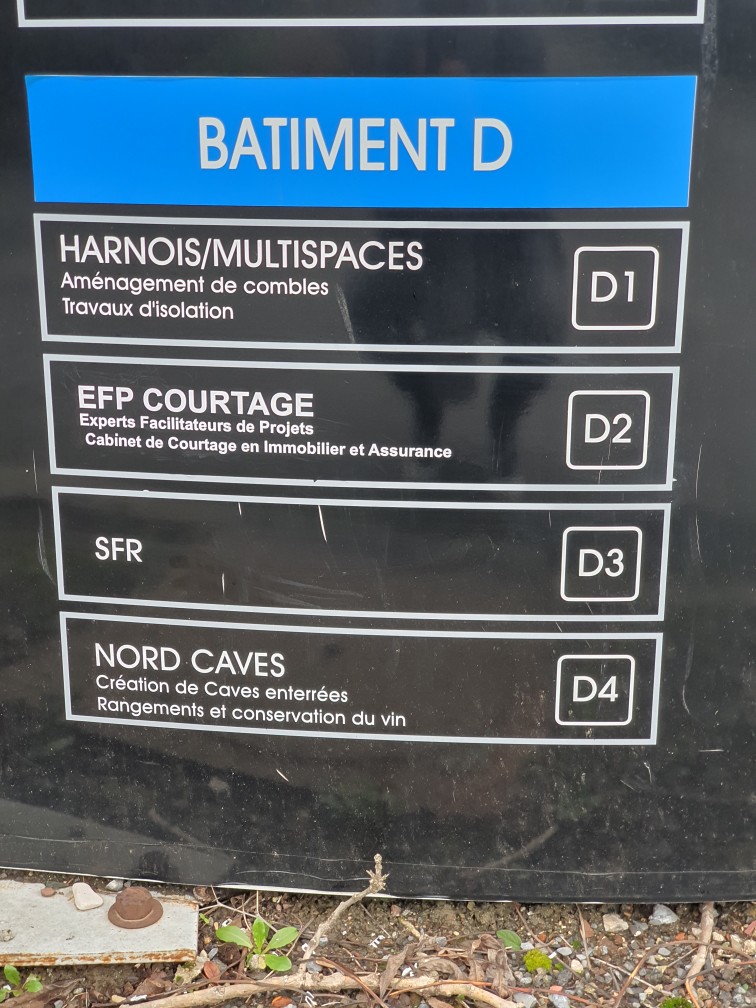 BATIMENT D
HARNOIS/MULTISPACES
Aménagement de combles
Travaux d'isolation
D1
EFP COURTAGE
Experts Facilitateurs de Projets
Cabinet de Courtage en Immobilier et Assurance
D2
SFR
D3
NORD CAVES
Création de Caves enterrées
Rangements et conservation du vin
D4